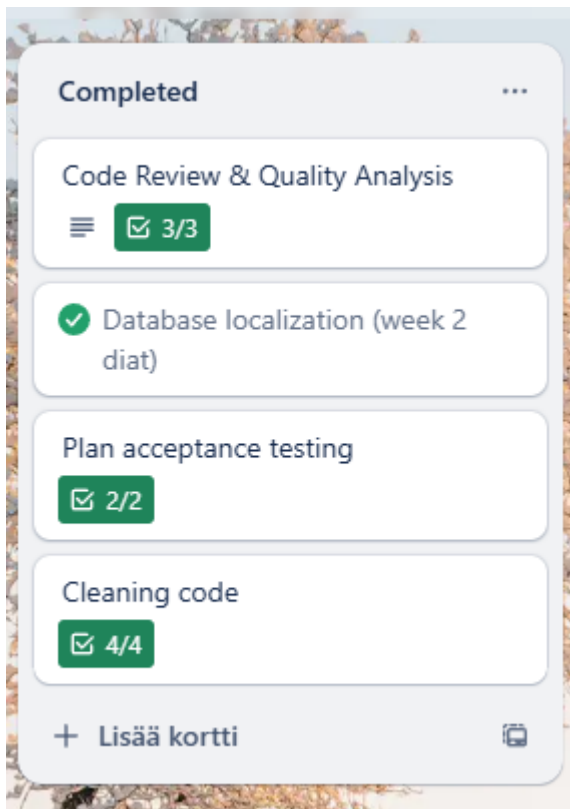 Completed
Code Review & Quality Analysis
3/3
Database localization (week 2
diat)
Plan acceptance testing
2/2
Cleaning code
4/4
Lisää kortti